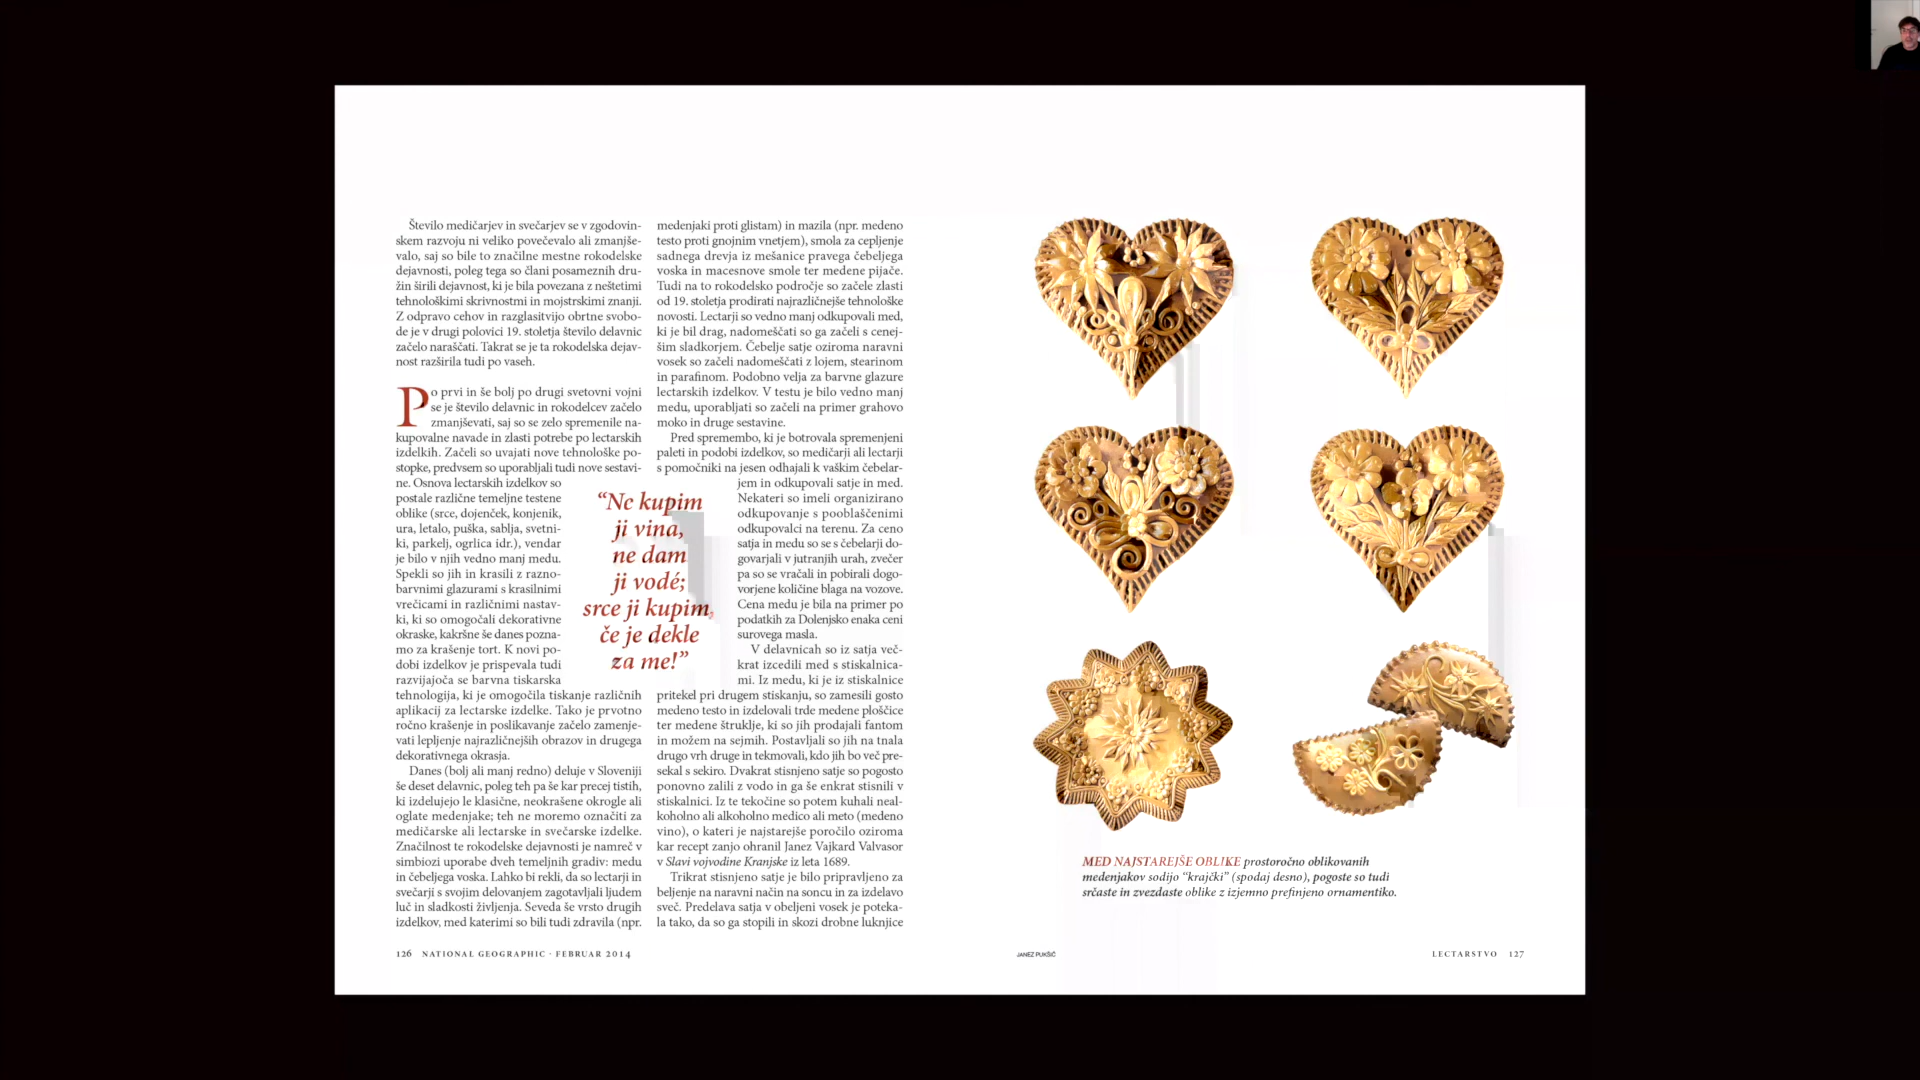 Število medičarjev in svečarjev se v zgodovin-
skem razvoju ni veliko povečevalo ali zmanjše-
valo, saj so bile to značilne mestne rokodelske
dejavnosti, poleg tega so člani posameznih dru-
žin širili dejavnost, ki je bila povezana z neštetimi
tehnološkimi skrivnostmi in mojstrskimi znanji.
Z odpravo cehov in razglasitvijo obrtne svobo-
de je v drugi polovici 19. stoletja število delavnic
začelo naraščati. Takrat se je ta rokodelska dejav-
nost razširila tudi po vaseh.
Po prvi in še bolj po drugi svetovni vojni
se je število delavnic in rokodelcev začelo
zmanjševati, saj so se zelo spremenile na-
kupovalne navade in zlasti potrebe po lectarskih
izdelkih. Začeli so uvajati nove tehnološke po-
stopke, predvsem so uporabljali tudi nove sestavi-
ne. Osnova lectarskih izdelkov so
postale različne temeljne testene
oblike (srce, dojenček, konjenik,
ura, letalo, puška, sablja, svetni-
ki, parkelj, ogrlica idr.), vendar
je bilo v njih vedno manj medu.
Spekli so jih in krasili z razno-
barvnimi glazurami s krasilnimi
vrečicami in različnimi nastav-
ki, ki so omogočali dekorativne
okraske, kakršne še danes pozna-
mo za krašenje tort. K novi po-
dobi izdelkov je prispevala tudi
razvijajoča se barvna tiskarska
tehnologija, ki je omogočila tiskanje različnih
aplikacij za lectarske izdelke. Tako je prvotno
ročno krašenje in poslikavanje začelo zamenje-
vati lepljenje najrazličnejših obrazov in drugega
dekorativnega okrasja.
Danes (bolj ali manj redno) deluje v Sloveniji
še deset delavnic, poleg teh pa še kar precej tistih,
ki izdelujejo le klasične, neokrašene okrogle ali
oglate medenjake; teh ne moremo označiti za
medičarske ali lectarske in svečarske izdelke.
Značilnost te rokodelske dejavnosti je namreč v
simbiozi uporabe dveh temeljnih gradiv: medu
in čebeljega voska. Lahko bi rekli, da so lectarji in
svečarji s svojim delovanjem zagotavljali ljudem
luč in sladkosti življenja. Seveda še vrsto drugih
izdelkov, med katerimi so bili tudi zdravila (npr.
medenjaki proti glistam) in mazila (npr. medeno
testo proti gnojnim vnetjem), smola za cepljenje
sadnega drevja iz mešanice pravega čebeljega
voska in macesnove smole ter medene pijače.
Tudi na to rokodelsko področje so začele zlasti
od 19. stoletja prodirati najrazličnejše tehnološke
novosti. Lectarji so vedno manj odkupovali med,
ki je bil drag, nadomeščati so ga začeli s cenej-
šim sladkorjem. Čebelje satje oziroma naravni
vosek so začeli nadomeščati z lojem, stearinom
in parafinom. Podobno velja za barvne glazure
lectarskih izdelkov. V testu je bilo vedno manj
medu, uporabljati so začeli na primer grahovo
moko in druge sestavine.
Pred spremembo, ki je botrovala spremenjeni
paleti in podobi izdelkov, so medičarji ali lectarji
s pomočniki na jesen odhajali k vaškim čebelar-
jem in odkupovali satje in med.
Nekateri so imeli organizirano
odkupovanje s pooblaščenimi
odkupovalci na terenu. Za ceno
satja in medu so se s čebelarji do-
govarjali v jutranjih urah, zvečer
pa so se vračali in pobirali dogo-
vorjene količine blaga na vozove.
Cena medu je bila na primer po
podatkih za Dolenjsko enaka ceni
surovega masla.
V delavnicah so iz satja več-
krat izcedili med s stiskalnica-
mi. Iz medu, ki je iz stiskalnice
pritekel pri drugem stiskanju, so zamesili gosto
medeno testo in izdelovali trde medene ploščice
ter medene štruklje, ki so jih prodajali fantom
in možem na sejmih. Postavljali so jih na tnala
drugo vrh druge in tekmovali, kdo jih bo več pre-
sekal s sekiro. Dvakrat stisnjeno satje so pogosto
ponovno zalili z vodo in ga še enkrat stisnili v
stiskalnici. Iz te tekočine so potem kuhali neal-
koholno ali alkoholno medico ali meto (medeno
vino), o kateri je najstarejše poročilo oziroma
kar recept zanjo ohranil Janez Vajkard Valvasor
v Slavi vojvodine Kranjske iz leta 1689.
Trikrat stisnjeno satje je bilo pripravljeno za
beljenje na naravni način na soncu in za izdelavo
sveč. Predelava satja v obeljeni vosek je poteka-
la tako, da so ga stopili in skozi drobne luknjice
“Ne kupim
ji vina,
ne dam
ji vodé;
srce ji kupim,
če je dekle
za me!”
MED NAJSTAREJŠE OBLIKE prostoročno oblikovanih
medenjakov sodijo “krajčki” (spodaj desno), pogoste so tudi
srčaste in zvezdaste oblike z izjemno prefinjeno ornamentiko.
126 NATIONAL GEOGRAPHIC · FEBRUAR 2014
JANEZ PUKŠIČ
LECTARSTVO 127